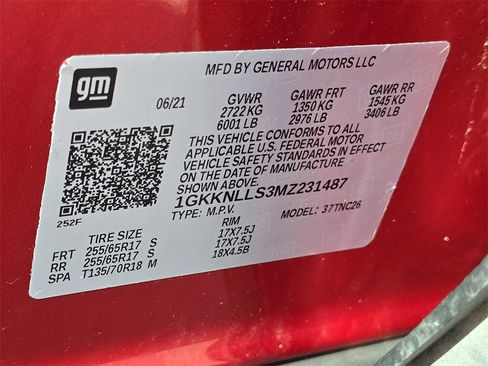 gm
MFD BY GENERAL MOTORS LLC
06/21 GVWR GAWR FRT GAWR RR
2722 KG 1350 KG 1545 KG
6001 LB 2976 LB 3406 LB
THIS VEHICLE CONFORMS TO ALL
APPLICABLE U.S. FEDERAL MOTOR
VEHICLE SAFETY STANDARDS IN EFFECT
ON THE DATE OF MANUFACTURE
SHOWN ABOVE.
1GKKNLLS3MZ231487
252F
TYPE: M.P.V. MODEL: 37TNC26
TIRE SIZE RIM
FRT 255/65R17 S 17X7.5J
RR 255/65R17 S 17X7.5J
SPA T135/70R18 M 18X4.5B